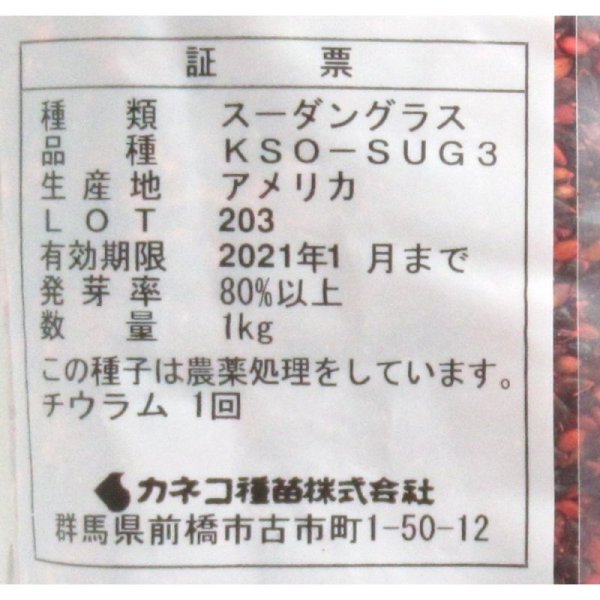 証 票
種 類 スーダングラス
品 種 KSO－SUG3
生 産 地 アメリカ
L O T 203
有効期限 2021年1 月まで
発 芽 率 80%以上
数 量 1kg
この種子は農薬処理をしています。
チウラム 1回
カネコ種苗株式会社
群馬県前橋市古市町1-50-12